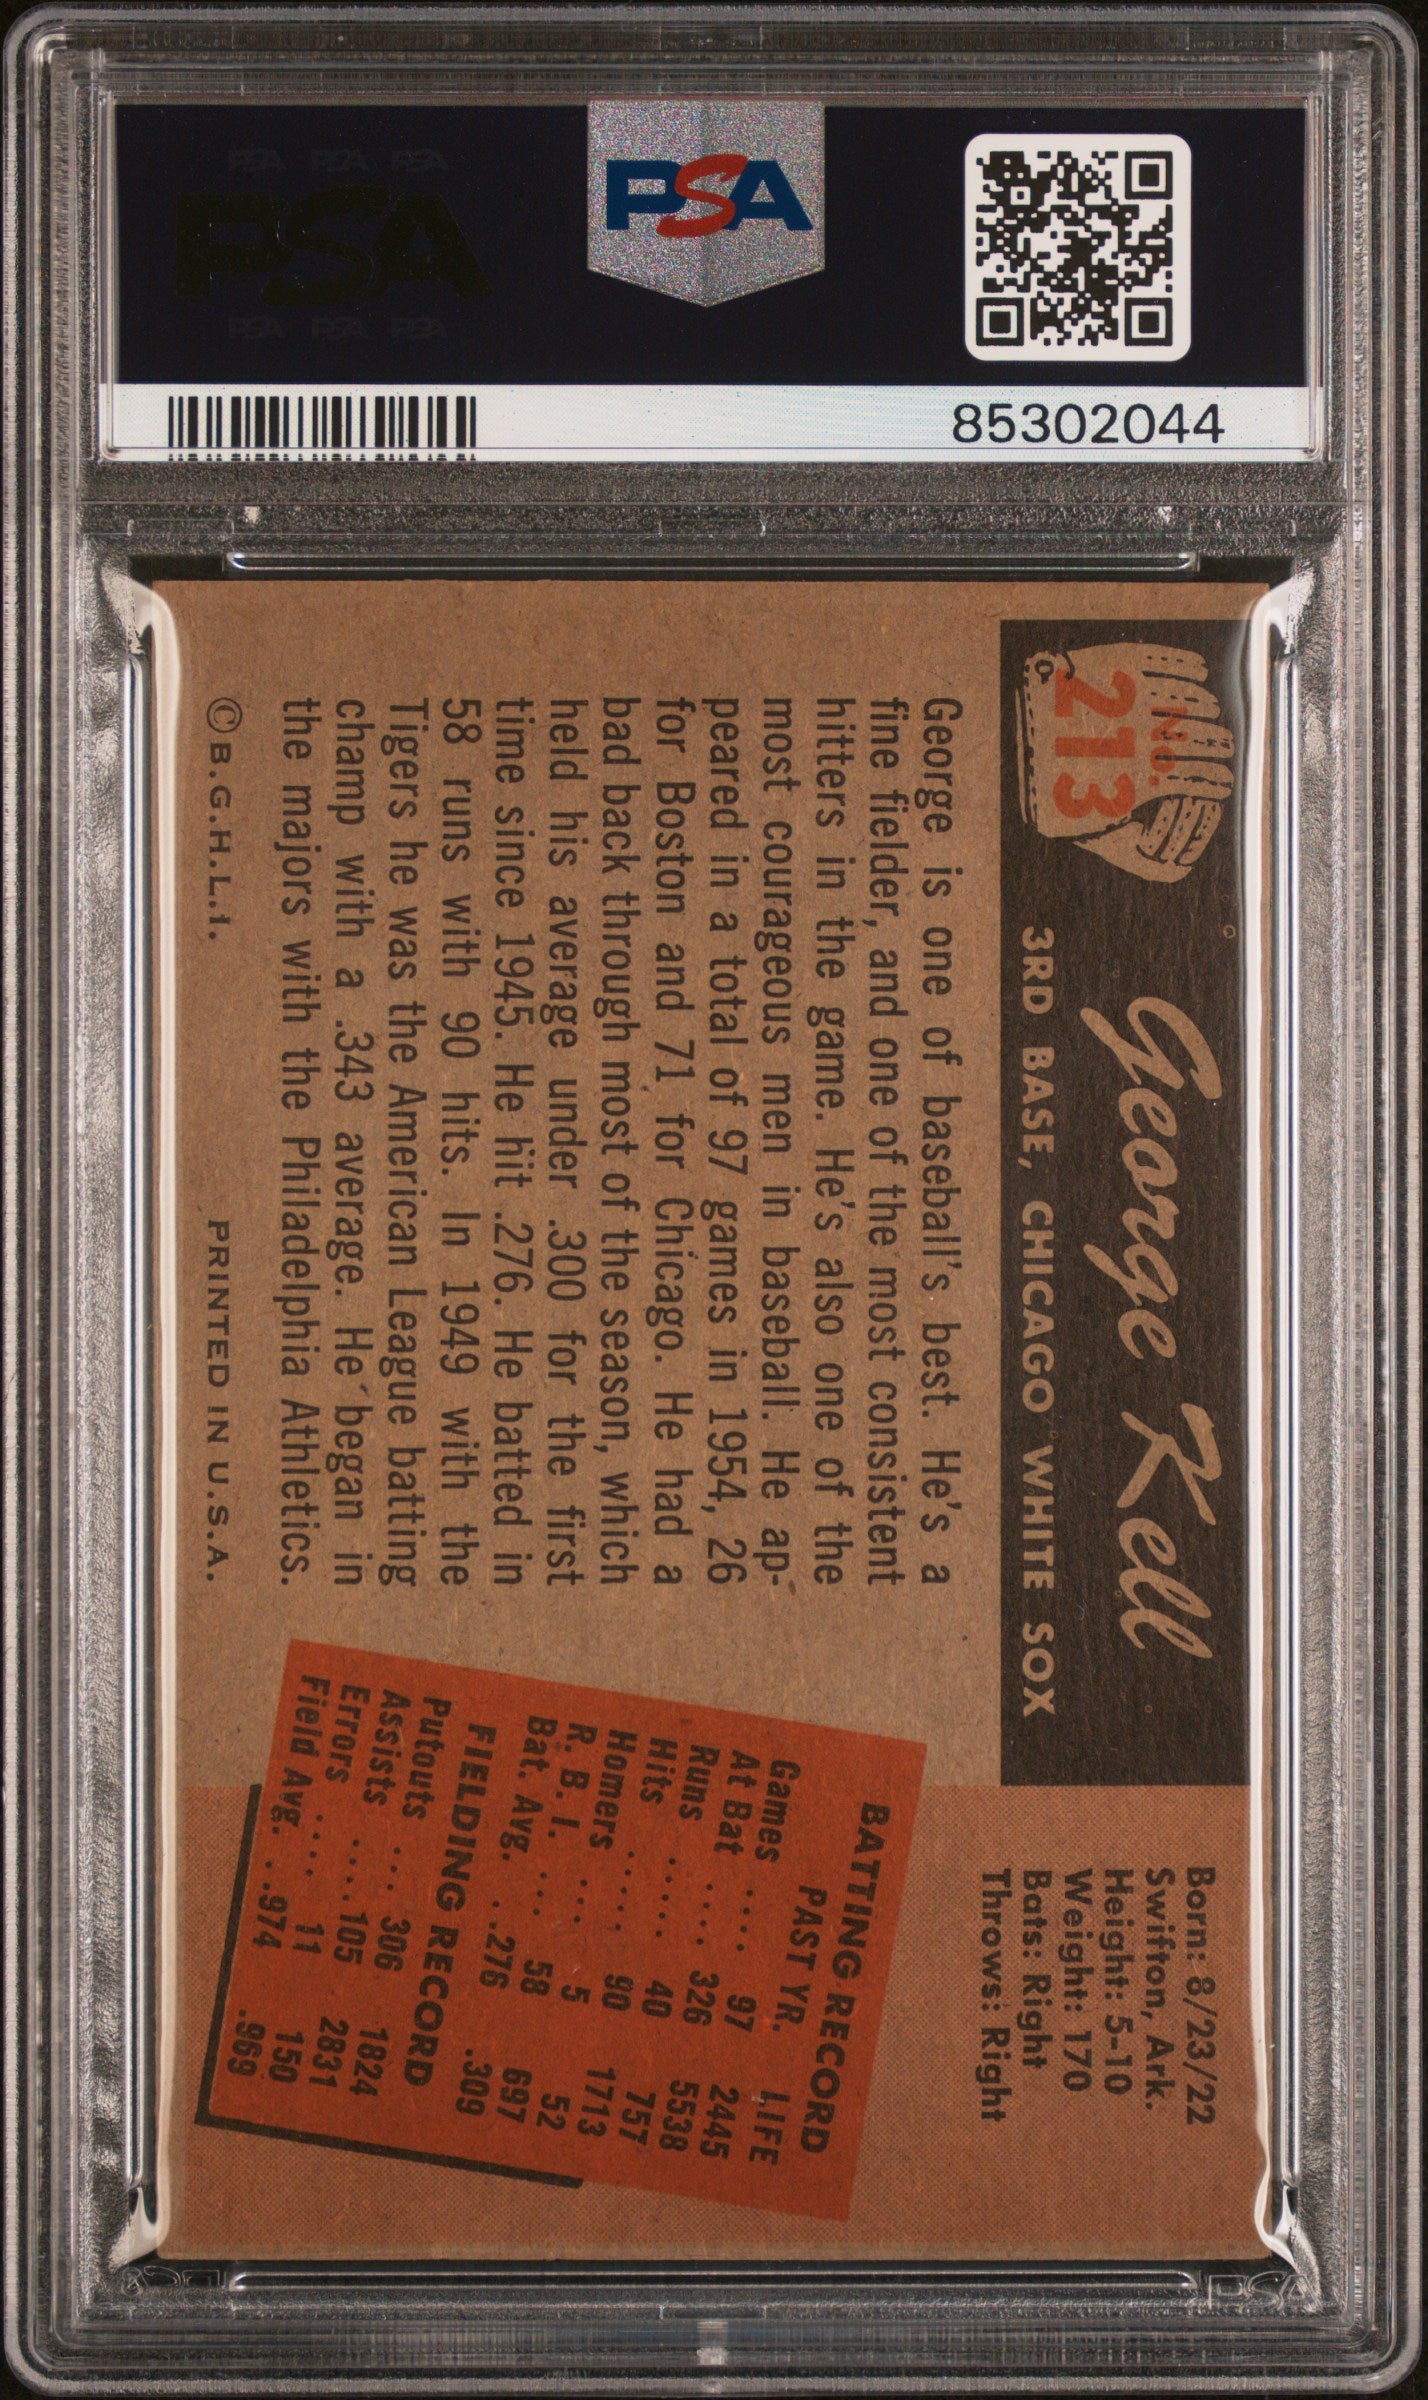 PSA PSA PSA
PSA
PSA PSA PSA
PSA
85302044
No.
213
George Kell
3RD BASE, CHICAGO WHITE SOX
George is one of baseball's best. He's a
fine fielder, and one of the most consistent
hitters in the game. He's also one of the
most courageous men in baseball. He ap-
peared in a total of 97 games in 1954, 26
for Boston and 71 for Chicago. He had a
bad back through most of the season, which
held his average under .300 for the first
time since 1945. He hit .276. He batted in
58 runs with 90 hits. In 1949 with the
Tigers he was the American League batting
champ with a .343 average. He began in
the majors with the Philadelphia Athletics.
© B.G.H.L.I. PRINTED IN U.S.A.
Born: 8/23/22
Swifton, Ark.
Height: 5-10
Weight: 170
Bats: Right
Throws: Right
BATTING RECORD
PAST YR. LIFE
Games .... 97 2445
At Bat .... 326 5538
Runs ..... 40 757
Hits ..... 90 1713
Homers ... 5 52
R. B. I. ... 58 697
Bat. Avg. . .276 .309
FIELDING RECORD
Putouts ... 306 1824
Assists .... 105 2831
Errors .... 11 150
Field Avg. . .974 .969
PSA